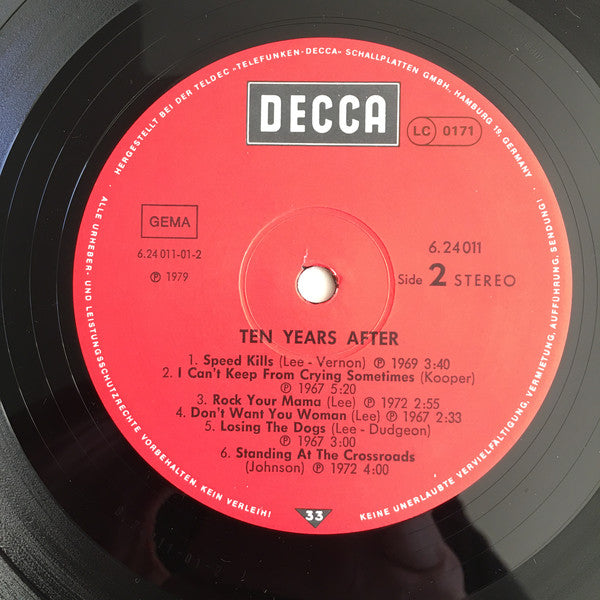 HERGESTELLT BEI DER TELDEC »TELEFUNKEN-DECCA« SCHALLPLATTEN GMBH, HAMBURG 19, GERMANY
DECCA
LC 0171
GEMA
6.24011-01-2
℗ 1979
6.24011
Side 2 STEREO
TEN YEARS AFTER
1. Speed Kills (Lee - Vernon) ℗ 1969 3:40
2. I Can't Keep From Crying Sometimes (Kooper)
℗ 1967 5:20
3. Rock Your Mama (Lee) ℗ 1972 2:55
4. Don't Want You Woman (Lee) ℗ 1967 2:33
5. Losing The Dogs (Lee - Dudgeon)
℗ 1967 3:00
6. Standing At The Crossroads
(Johnson) ℗ 1972 4:00
33
ALLE URHEBER- UND LEISTUNGSSCHUTZRECHTE VORBEHALTEN. KEIN VERLEIH!
KEINE UNERLAUBTE VERVIELFÄLTIGUNG, VERMIETUNG, AUFFÜHRUNG, SENDUNG!